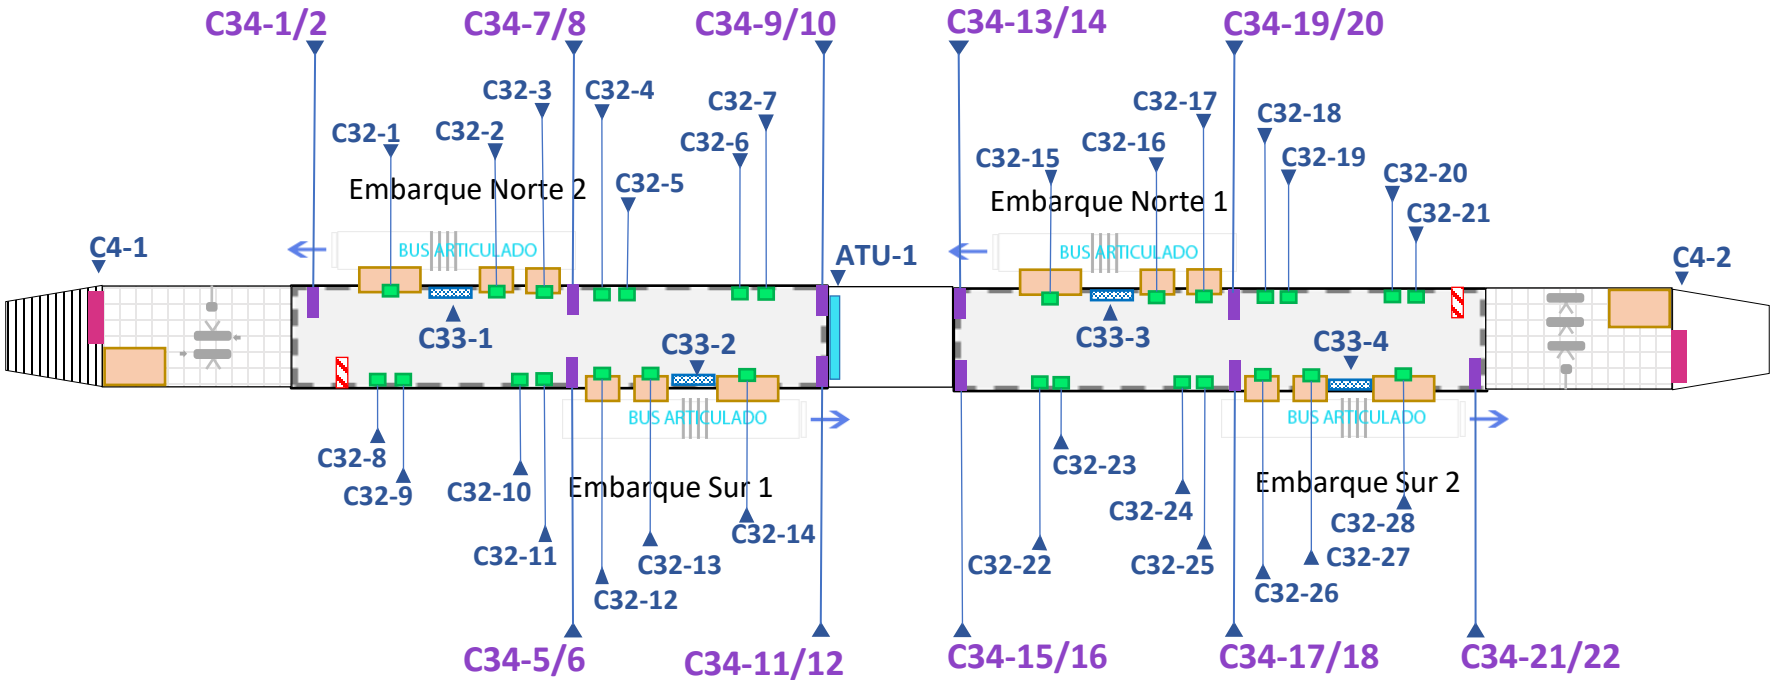 C34-1/2
C34-7/8
C34-9/10
C34-13/14
C34-19/20
C32-3
C32-4
C32-7
C32-17
C32-18
C32-1
C32-2
C32-6
C32-16
C32-15
C32-19
C32-20
C32-5
C32-21
Embarque Norte 2
Embarque Norte 1
C4-1
BUS ARTICULADO
ATU-1
BUS ARTICULADO
C4-2
C33-1
C33-2
C33-3
C33-4
BUS ARTICULADO
BUS ARTICULADO
C32-8
C32-9
C32-10
Embarque Sur 1
C32-23
C32-24
Embarque Sur 2
C32-11
C32-13
C32-14
C32-12
C32-22
C32-25
C32-28
C32-27
C32-26
C34-5/6
C34-11/12
C34-15/16
C34-17/18
C34-21/22